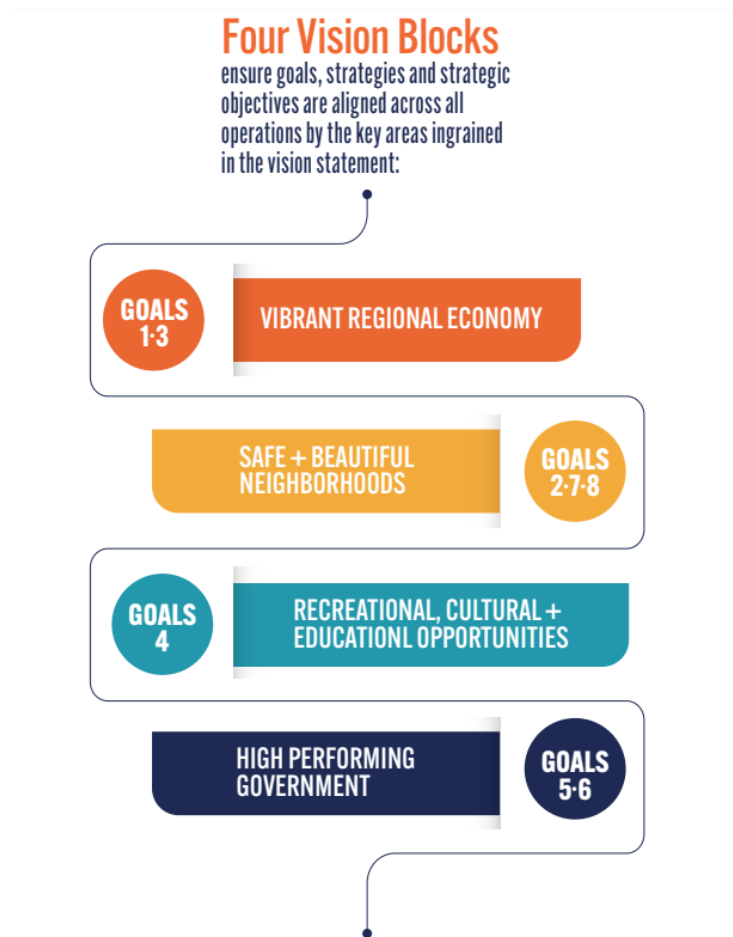 Four Vision Blocks
ensure goals, strategies and strategic
objectives are aligned across all
operations by the key areas ingrained
in the vision statement:
GOALS
1·3
VIBRANT REGIONAL ECONOMY
SAFE + BEAUTIFUL
NEIGHBORHOODS
GOALS
2·7·8
GOALS
4
RECREATIONAL, CULTURAL +
EDUCATIONL OPPORTUNITIES
HIGH PERFORMING
GOVERNMENT
GOALS
5·6